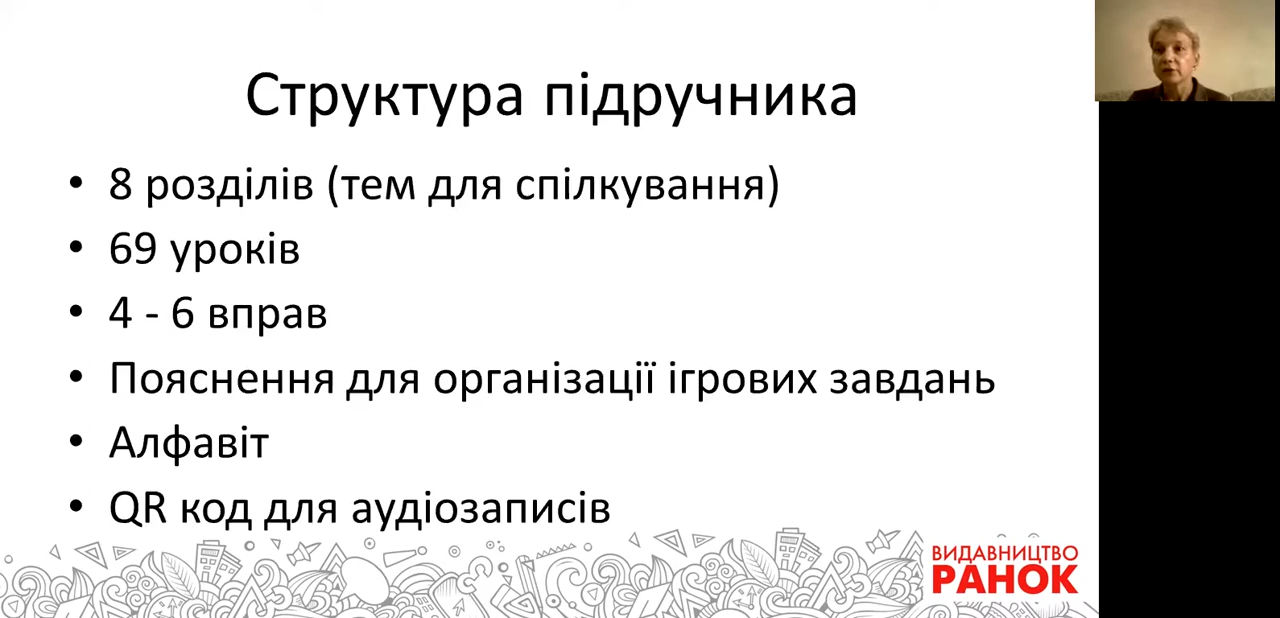 Структура підручника
• 8 розділів (тем для спілкування)
• 69 уроків
• 4 - 6 вправ
• Пояснення для організації ігрових завдань
• Алфавіт
• QR код для аудіозаписів
ВИДАВНИЦТВО
РАНОК